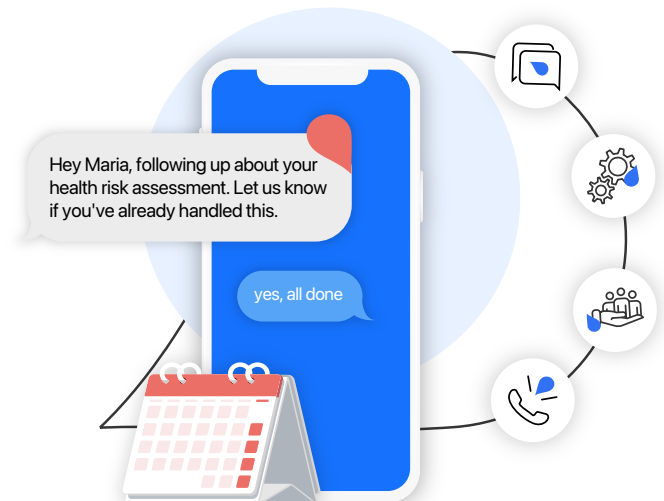 Hey Maria, following up about your
health risk assessment. Let us know
if you've already handled this.
yes, all done